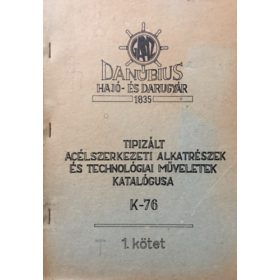 GANZ
DANUBIUS
HAJÓ- ÉS DARUGYÁR
1835
TIPIZÁLT
ACÉLSZERKEZETI ALKATRÉSZEK
ÉS TECHNOLÓGIAI MŰVELETEK
KATALÓGUSA
K-76
1. kötet